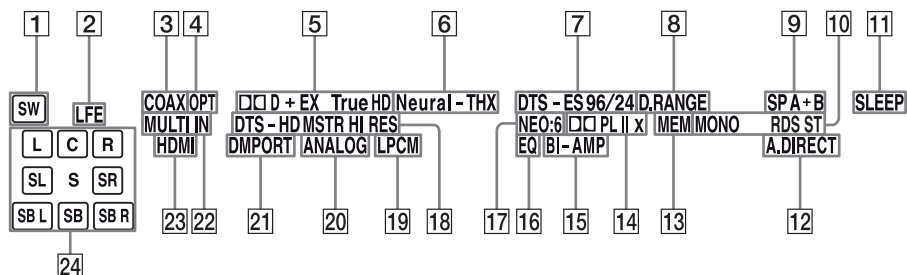 1 2 3 4 5 6 7 8 9 10 11
SW LFE COAX OPT D + EX True HD Neural - THX DTS - ES 96/24 D.RANGE SP A + B SLEEP
MULTI IN DTS - HD MSTR HI RES NEO:6 PL II x MEM MONO RDS ST
L C R HDMI DMPORT ANALOG LPCM EQ BI - AMP A.DIRECT
SL S SR
SB L SB SB R
23 22 21 20 19 18 17 16 15 14 13 12
24